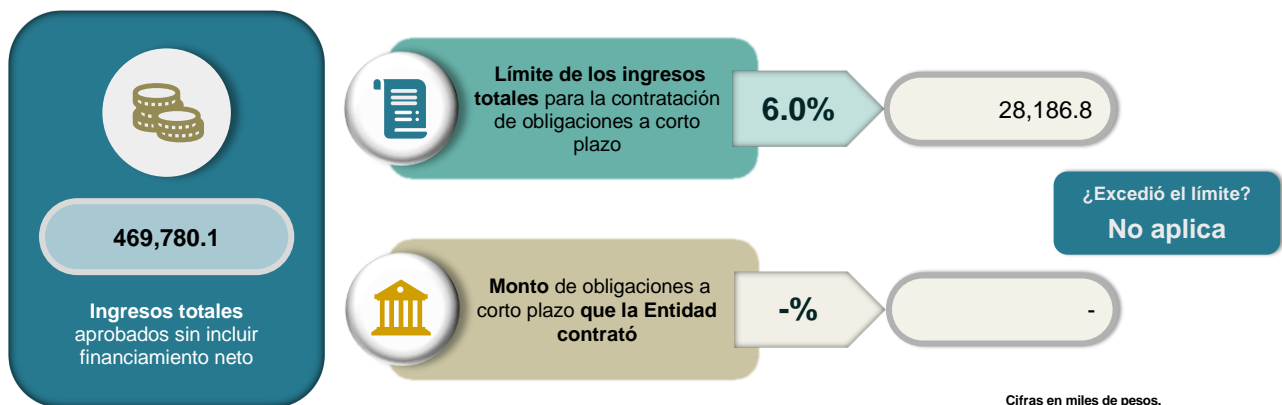 469,780.1
Ingresos totales
aprobados sin incluir
financiamiento neto
Límite de los ingresos
totales para la contratación
de obligaciones a corto
plazo
6.0%
28,186.8
¿Excedió el límite?
No aplica
Monto de obligaciones a
corto plazo que la Entidad
contrató
-%
-
Cifras en miles de pesos.